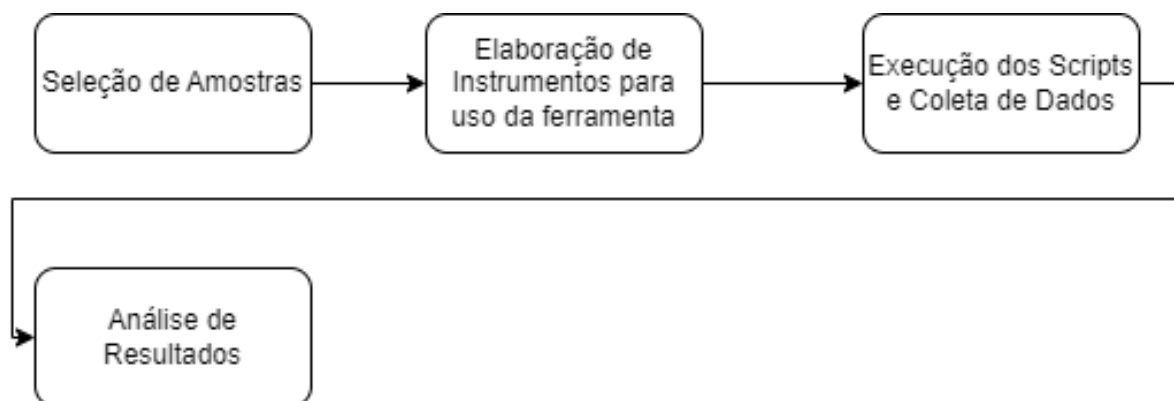 Seleção de Amostras
Elaboração de
Instrumentos para
uso da ferramenta
Execução dos Scripts
e Coleta de Dados
Análise de
Resultados